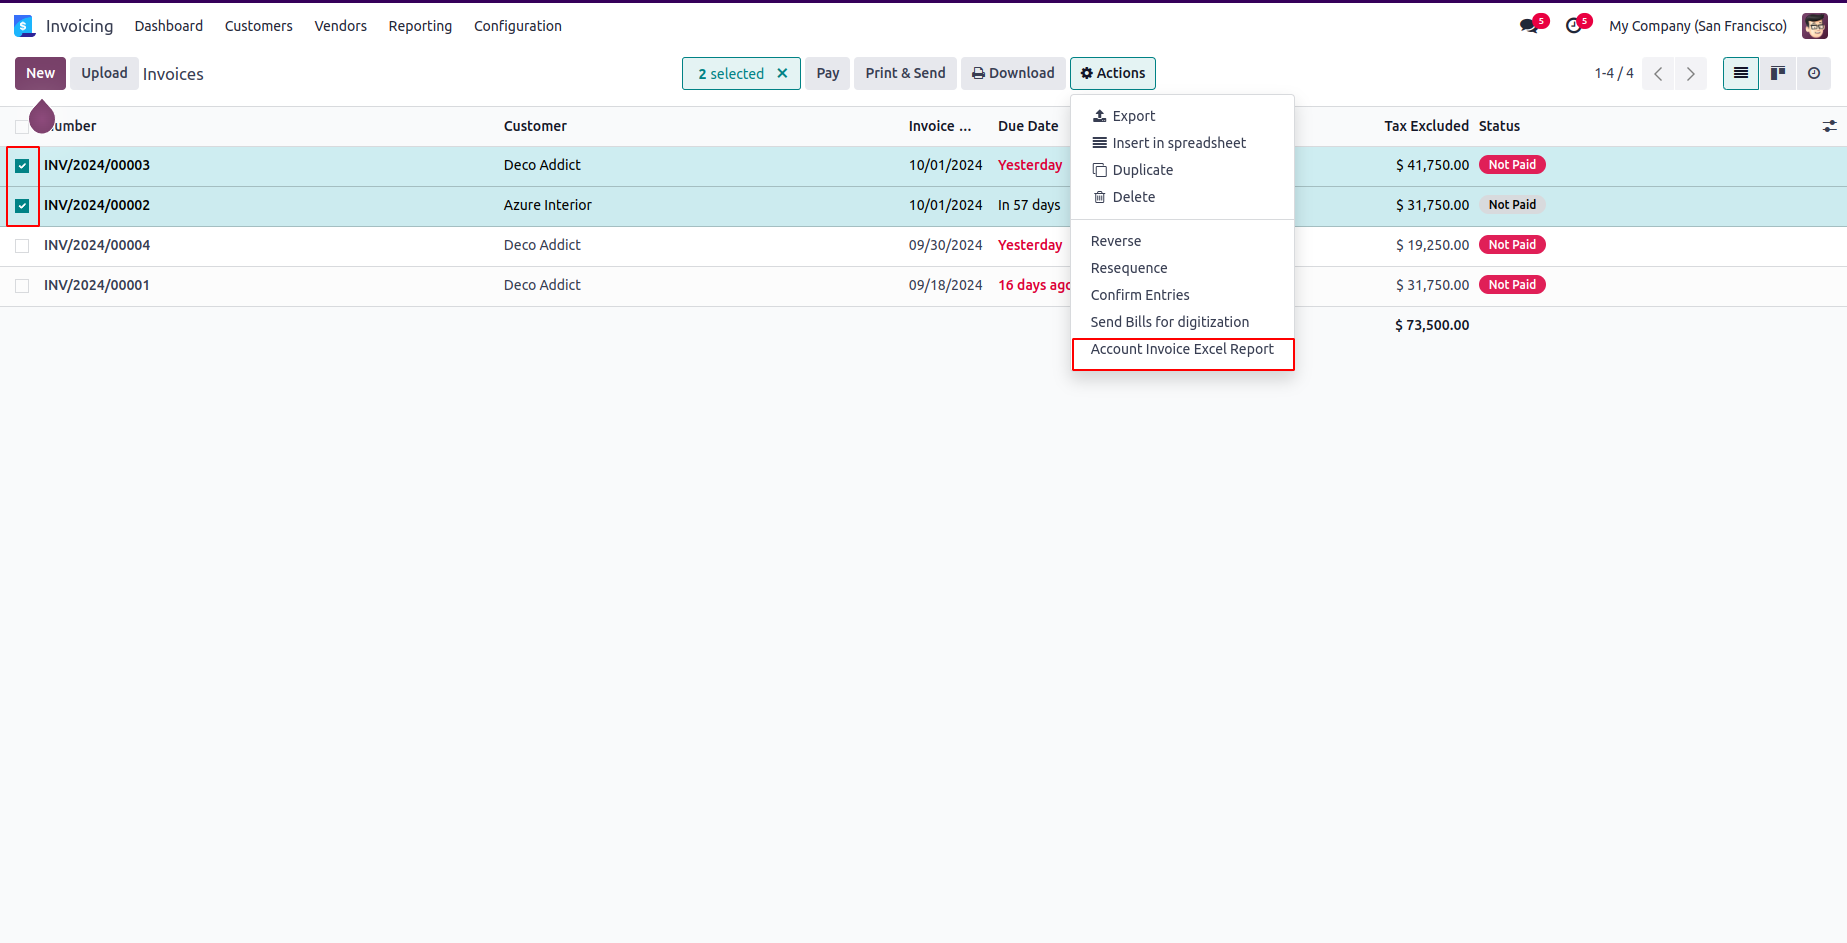 Invoicing Dashboard Customers Vendors Reporting Configuration 5 5 My Company (San Francisco)
New Upload Invoices 2 selected × Pay Print & Send Download Actions 1-4 / 4
umber Customer Invoice ... Due Date Tax Excluded Status
INV/2024/00003 Deco Addict 10/01/2024 Yesterday $ 41,750.00 Not Paid
INV/2024/00002 Azure Interior 10/01/2024 In 57 days $ 31,750.00 Not Paid
INV/2024/00004 Deco Addict 09/30/2024 Yesterday $ 19,250.00 Not Paid
INV/2024/00001 Deco Addict 09/18/2024 16 days ago $ 31,750.00 Not Paid
$ 73,500.00
Export
Insert in spreadsheet
Duplicate
Delete
Reverse
Resequence
Confirm Entries
Send Bills for digitization
Account Invoice Excel Report